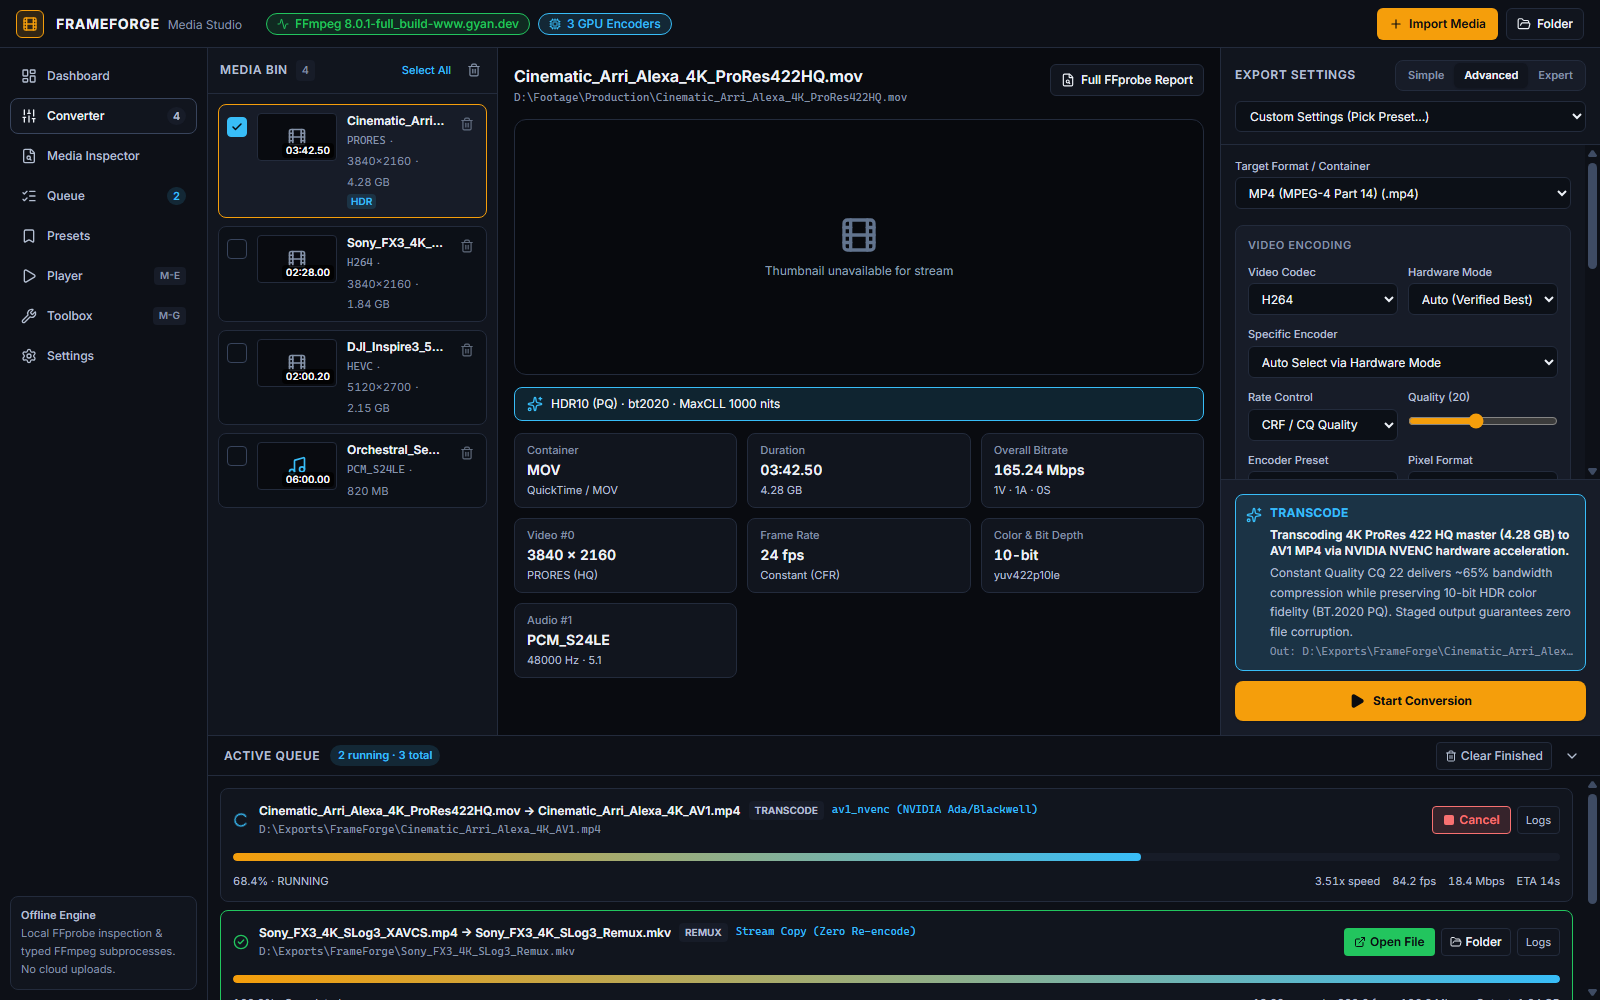 FRAMEFORGE Media Studio
FFmpeg 8.0.1-full_build-www.gyan.dev
3 GPU Encoders
Import Media
Folder
Dashboard
Converter 4
Media Inspector
Queue 2
Presets
Player M-E
Toolbox M-G
Settings
Offline Engine
Local FFprobe inspection &
typed FFmpeg subprocesses.
No cloud uploads.
MEDIA BIN 4
Select All
Cinematic_Arri...
PRORES ·
3840×2160 ·
4.28 GB
HDR
03:42.50
Sony_FX3_4K_...
H264 ·
3840×2160 ·
1.84 GB
02:28.00
DJI_Inspire3_5...
HEVC ·
5120×2700 ·
2.15 GB
02:00.20
Orchestral_Se...
PCM_S24LE ·
820 MB
06:00.00
Cinematic_Arri_Alexa_4K_ProRes422HQ.mov
D:\Footage\Production\Cinematic_Arri_Alexa_4K_ProRes422HQ.mov
Full FFprobe Report
Thumbnail unavailable for stream
HDR10 (PQ) · bt2020 · MaxCLL 1000 nits
Container
MOV
QuickTime / MOV
Duration
03:42.50
4.28 GB
Overall Bitrate
165.24 Mbps
1V · 1A · 0S
Video #0
3840 × 2160
PRORES (HQ)
Frame Rate
24 fps
Constant (CFR)
Color & Bit Depth
10-bit
yuv422p10le
Audio #1
PCM_S24LE
48000 Hz · 5.1
EXPORT SETTINGS
Simple Advanced Expert
Custom Settings (Pick Preset...)
Target Format / Container
MP4 (MPEG-4 Part 14) (.mp4)
VIDEO ENCODING
Video Codec
H264
Hardware Mode
Auto (Verified Best)
Specific Encoder
Auto Select via Hardware Mode
Rate Control
CRF / CQ Quality
Quality (20)
Encoder Preset
Pixel Format
TRANSCODE
Transcoding 4K ProRes 422 HQ master (4.28 GB) to
AV1 MP4 via NVIDIA NVENC hardware acceleration.
Constant Quality CQ 22 delivers ~65% bandwidth
compression while preserving 10-bit HDR color
fidelity (BT.2020 PQ). Staged output guarantees zero
file corruption.
Out: D:\Exports\FrameForge\Cinematic_Arri_Alex…
Start Conversion
ACTIVE QUEUE
2 running · 3 total
Clear Finished
Cinematic_Arri_Alexa_4K_ProRes422HQ.mov → Cinematic_Arri_Alexa_4K_AV1.mp4 TRANSCODE av1_nvenc (NVIDIA Ada/Blackwell)
D:\Exports\FrameForge\Cinematic_Arri_Alexa_4K_AV1.mp4
Cancel
Logs
68.4% · RUNNING
3.51x speed 84.2 fps 18.4 Mbps ETA 14s
Sony_FX3_4K_SLog3_XAVCS.mp4 → Sony_FX3_4K_SLog3_Remux.mkv REMUX Stream Copy (Zero Re-encode)
D:\Exports\FrameForge\Sony_FX3_4K_SLog3_Remux.mkv
Open File
Folder
Logs